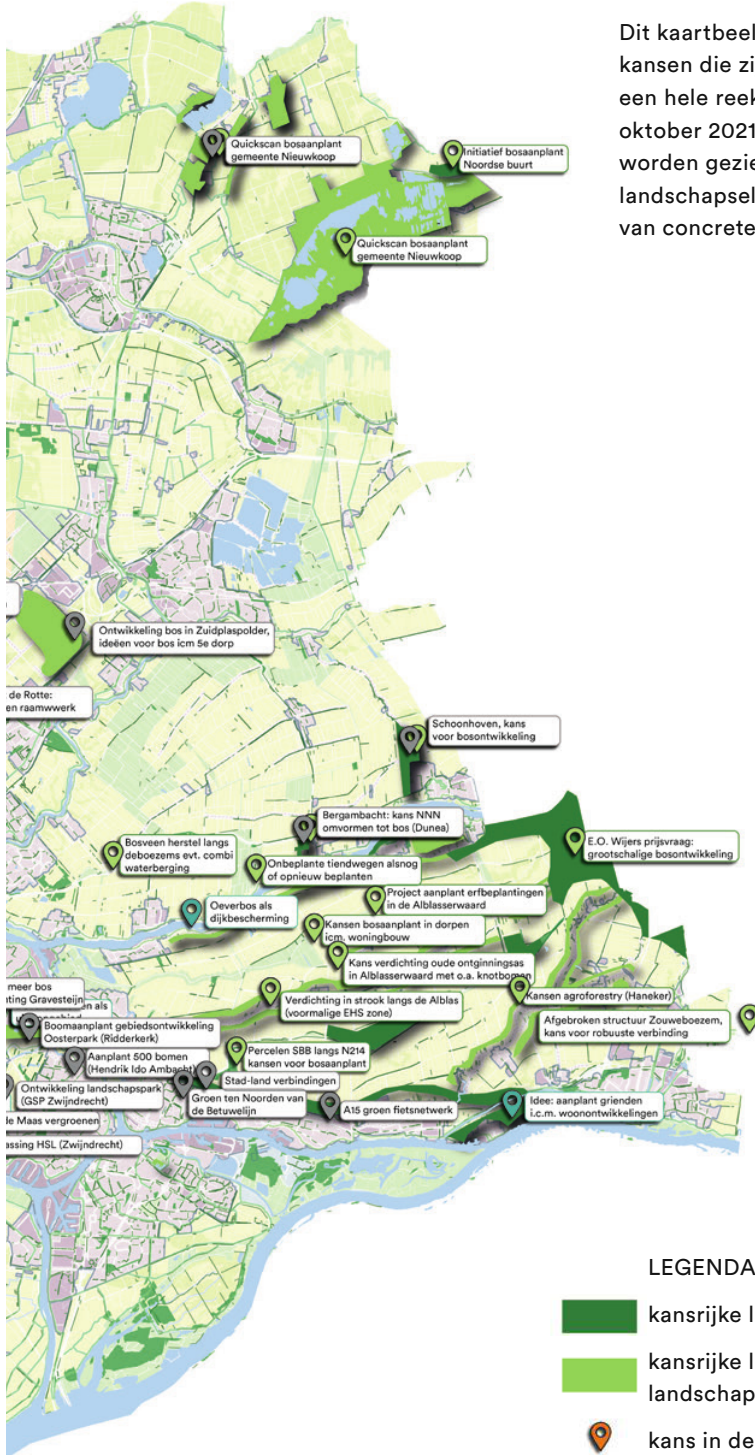 Dit kaartbeel
kansen die zi
een hele reek
oktober 2021
worden gezie
landschapsel
van concrete
Quickscan bosaanplant
gemeente Nieuwkoop
Initiatief bosaanplant
Noordse buurt
Quickscan bosaanplant
gemeente Nieuwkoop
Ontwikkeling bos in Zuidplaspolder,
ideëen voor bos icm 5e dorp
de Rotte:
en raamwwerk
Schoonhoven, kans
voor bosontwikkeling
Bergambacht: kans NNN
omvormen tot bos (Dunea)
E.O. Wijers prijsvraag:
grootschalige bosontwikkeling
Bosveen herstel langs
deboezems evt. combi
waterberging
Onbeplante tiendwegen alsnog
of opnieuw beplanten
Project aanplant erfbeplantingen
in de Alblasserwaard
Oeverbos als
dijkbescherming
Kansen bosaanplant in dorpen
icm. woningbouw
Kans verdichting oude ontginningsas
in Alblasserwaard met o.a. knotbomen
meer bos
ting Gravesteijn
en als
Verdichting in strook langs de Alblas
(voormalige EHS zone)
Kansen agroforestry (Haneker)
Boomaanplant gebiedsontwikkeling
Oosterpark (Ridderkerk)
Afgebroken structuur Zouweboezem,
kans voor robuuste verbinding
Percelen SBB langs N214
kansen voor bosaanplant
Aanplant 500 bomen
(Hendrik Ido Ambacht)
Stad-land verbindingen
Ontwikkeling landschapspark
(GSP Zwijndrecht)
Groen ten Noorden van
de Betuwelijn
A15 groen fietsnetwerk
Idee: aanplant grienden
i.c.m. woonontwikkelingen
de Maas vergroenen
assing HSL (Zwijndrecht)
LEGENDA
kansrijke l
kansrijke l
landschap
kans in de